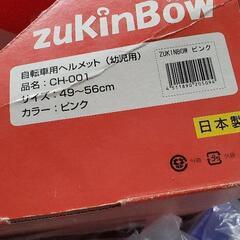 zukinBow
自転車用ヘルメット（幼児用）
品名：CH-001
サイズ：49～56cm
カラー：ピンク
ZUKINBOW ピンク
日本製